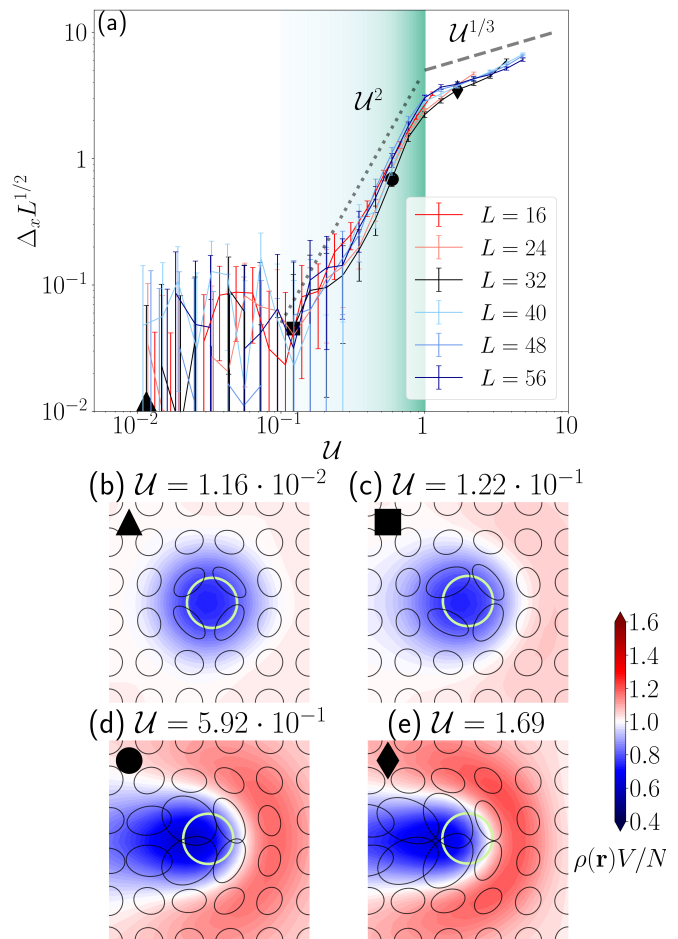 (a)
10
1
10⁻¹
10⁻²
Δₓ L^{1/2}
𝒰²
𝒰^{1/3}
L = 16
L = 24
L = 32
L = 40
L = 48
L = 56
10⁻² 10⁻¹ 1 10
𝒰
(b) 𝒰 = 1.16 · 10⁻²
(c) 𝒰 = 1.22 · 10⁻¹
(d) 𝒰 = 5.92 · 10⁻¹
(e) 𝒰 = 1.69
1.6
1.4
1.2
1.0
0.8
0.6
0.4
ρ(𝐫)V/N